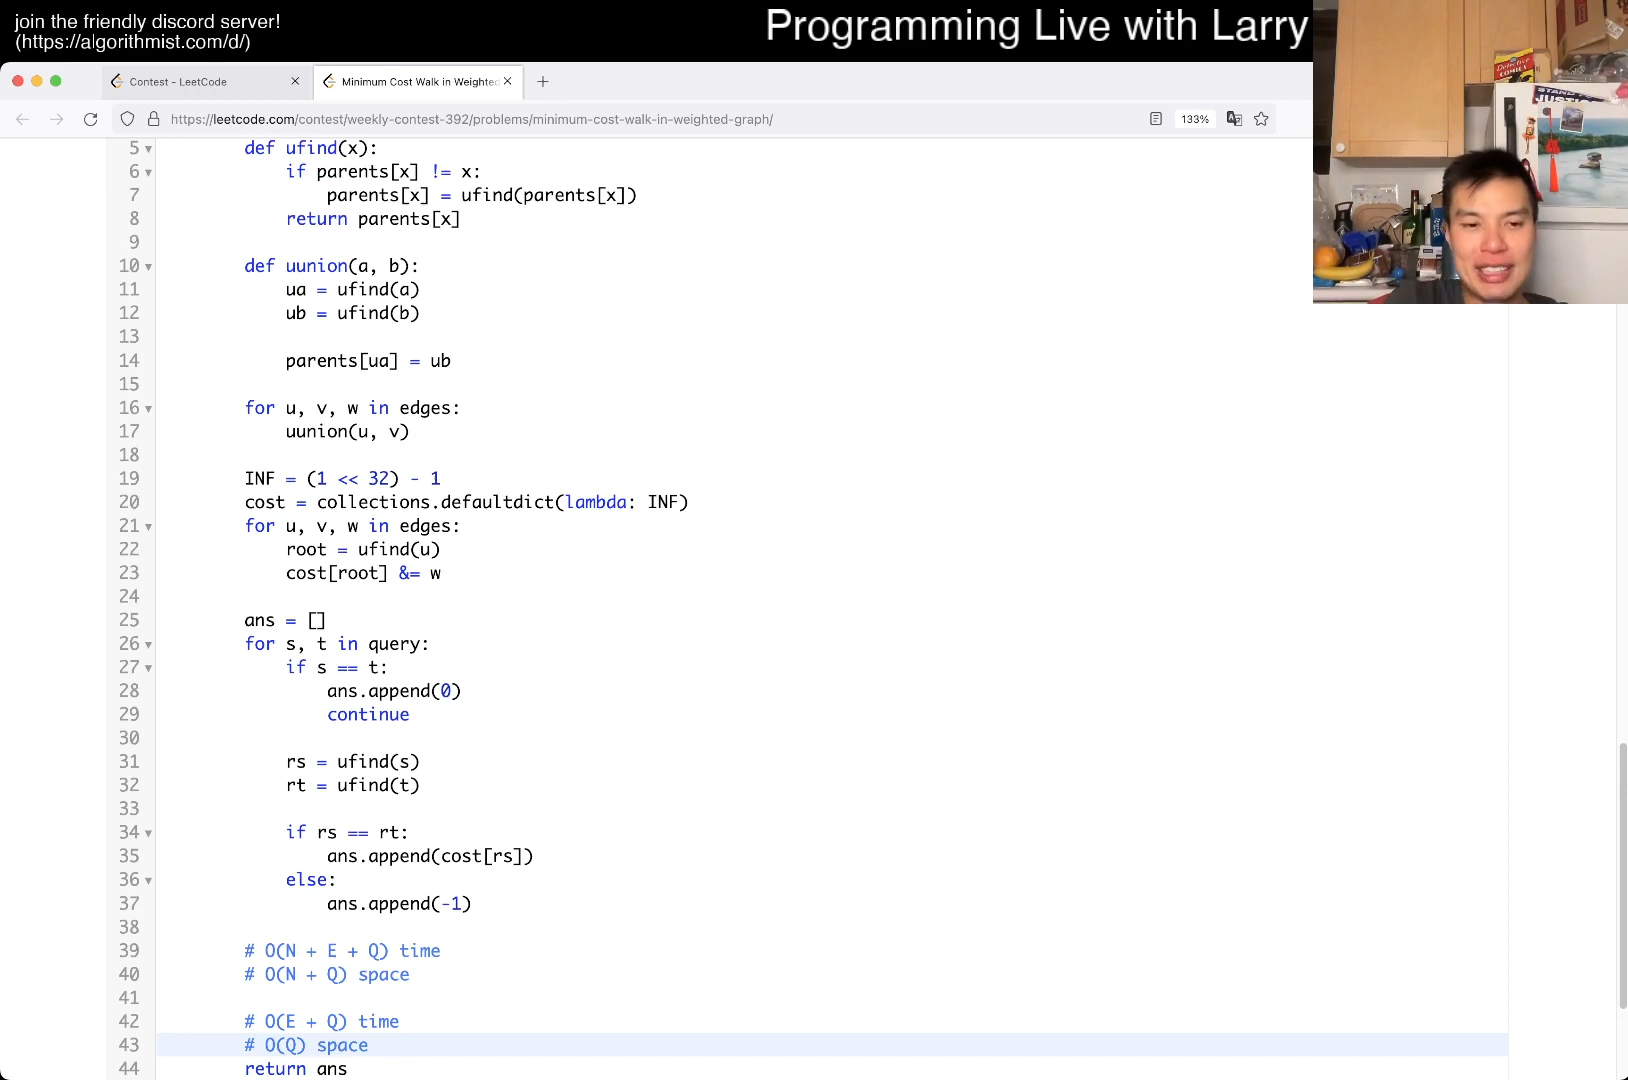 join the friendly discord server!
(https://algorithmist.com/d/)
Programming Live with Larry
Contest - LeetCode
Minimum Cost Walk in Weighted
https://leetcode.com/contest/weekly-contest-392/problems/minimum-cost-walk-in-weighted-graph/
133%
DETECTIVE COMICS
5 def ufind(x):
6 if parents[x] != x:
7 parents[x] = ufind(parents[x])
8 return parents[x]
9
10 def uunion(a, b):
11 ua = ufind(a)
12 ub = ufind(b)
13
14 parents[ua] = ub
15
16 for u, v, w in edges:
17 uunion(u, v)
18
19 INF = (1 << 32) - 1
20 cost = collections.defaultdict(lambda: INF)
21 for u, v, w in edges:
22 root = ufind(u)
23 cost[root] &= w
24
25 ans = []
26 for s, t in query:
27 if s == t:
28 ans.append(0)
29 continue
30
31 rs = ufind(s)
32 rt = ufind(t)
33
34 if rs == rt:
35 ans.append(cost[rs])
36 else:
37 ans.append(-1)
38
39 # O(N + E + Q) time
40 # O(N + Q) space
41
42 # O(E + Q) time
43 # O(Q) space
44 return ans